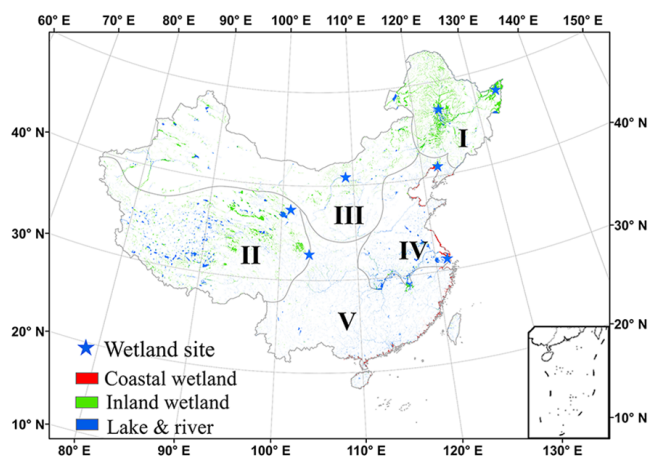 60° E 70° E 80° E 90° E 100° E 110° E 120° E 130° E 140° E 150° E
40° N 40° N
I
30° N 30° N
III
II
IV
V
20° N 20° N
Wetland site
Coastal wetland
Inland wetland
Lake & river
10° N 10° N
80° E 90° E 100° E 110° E 120° E 130° E